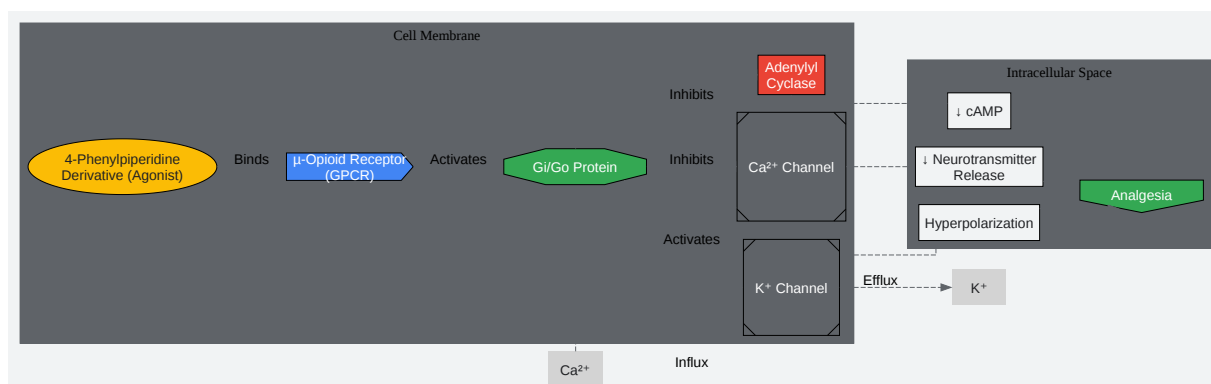 Cell Membrane
Adenylyl
Cyclase
Intracellular Space
Inhibits
↓ cAMP
4-Phenylpiperidine
Derivative (Agonist)
Binds
µ-Opioid Receptor
(GPCR)
Activates
Gi/Go Protein
Inhibits
Ca²⁺ Channel
↓ Neurotransmitter
Release
Analgesia
Hyperpolarization
Activates
K⁺ Channel
Efflux
K⁺
Influx
Ca²⁺